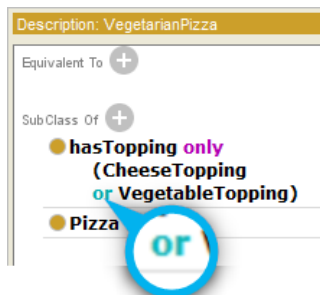 Description: VegetarianPizza
Equivalent To
SubClass Of
hasTopping only
(CheeseTopping
or VegetableTopping)
Pizza
or